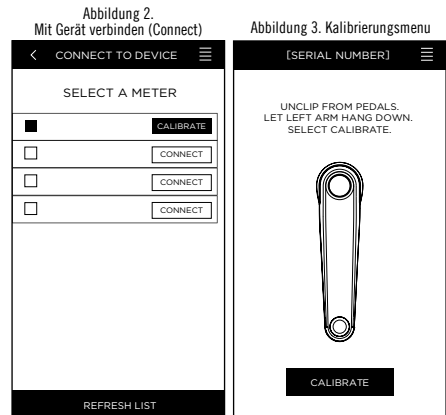 Abbildung 2.
Mit Gerät verbinden (Connect)
CONNECT TO DEVICE
SELECT A METER
CALIBRATE
CONNECT
CONNECT
CONNECT
REFRESH LIST
Abbildung 3. Kalibrierungsmenu
[SERIAL NUMBER]
UNCLIP FROM PEDALS.
LET LEFT ARM HANG DOWN.
SELECT CALIBRATE.
CALIBRATE